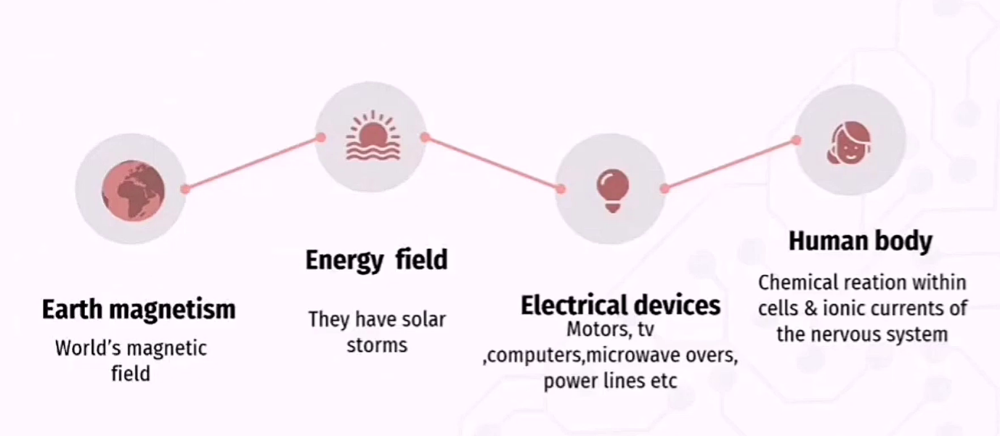 Earth magnetism
World's magnetic
field
Energy field
They have solar
storms
Electrical devices
Motors, tv
,computers,microwave overs,
power lines etc
Human body
Chemical reation within
cells & ionic currents of
the nervous system